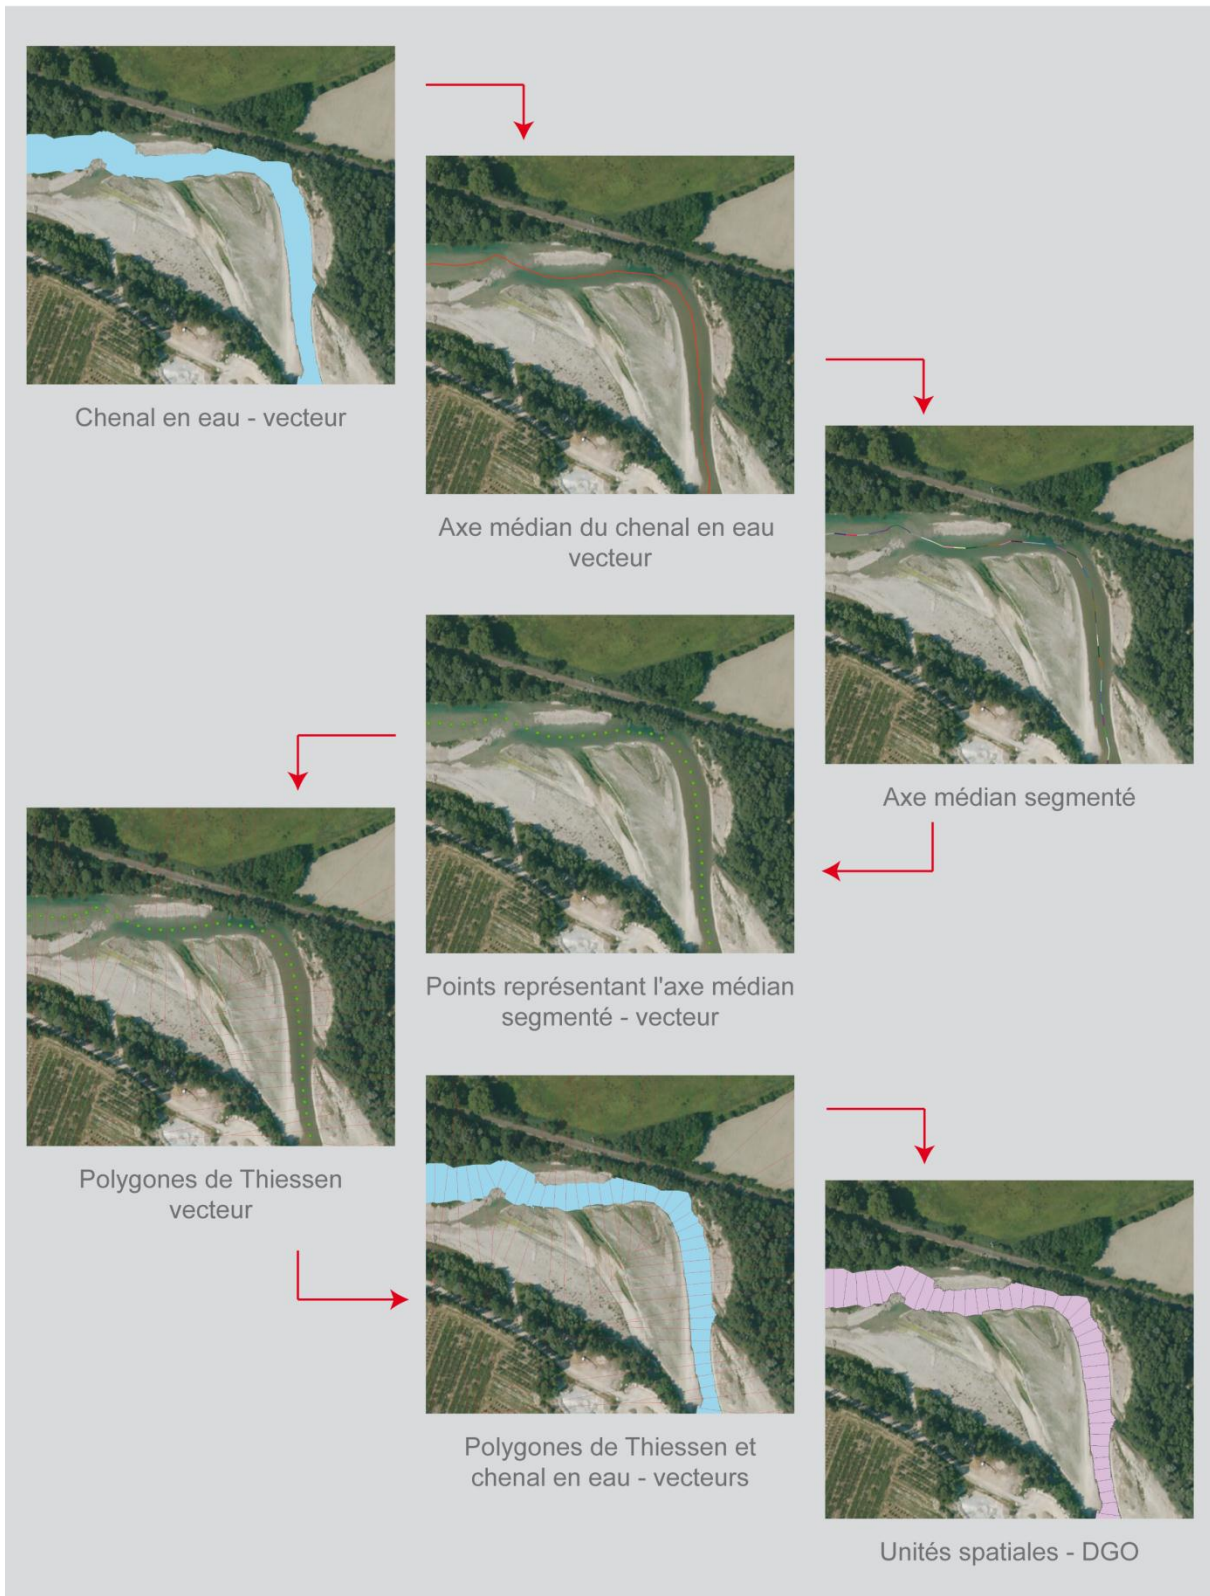 Chenal en eau - vecteur
Axe médian du chenal en eau
vecteur
Axe médian segmenté
Points représentant l'axe médian
segmenté - vecteur
Polygones de Thiessen
vecteur
Polygones de Thiessen et
chenal en eau - vecteurs
Unités spatiales - DGO